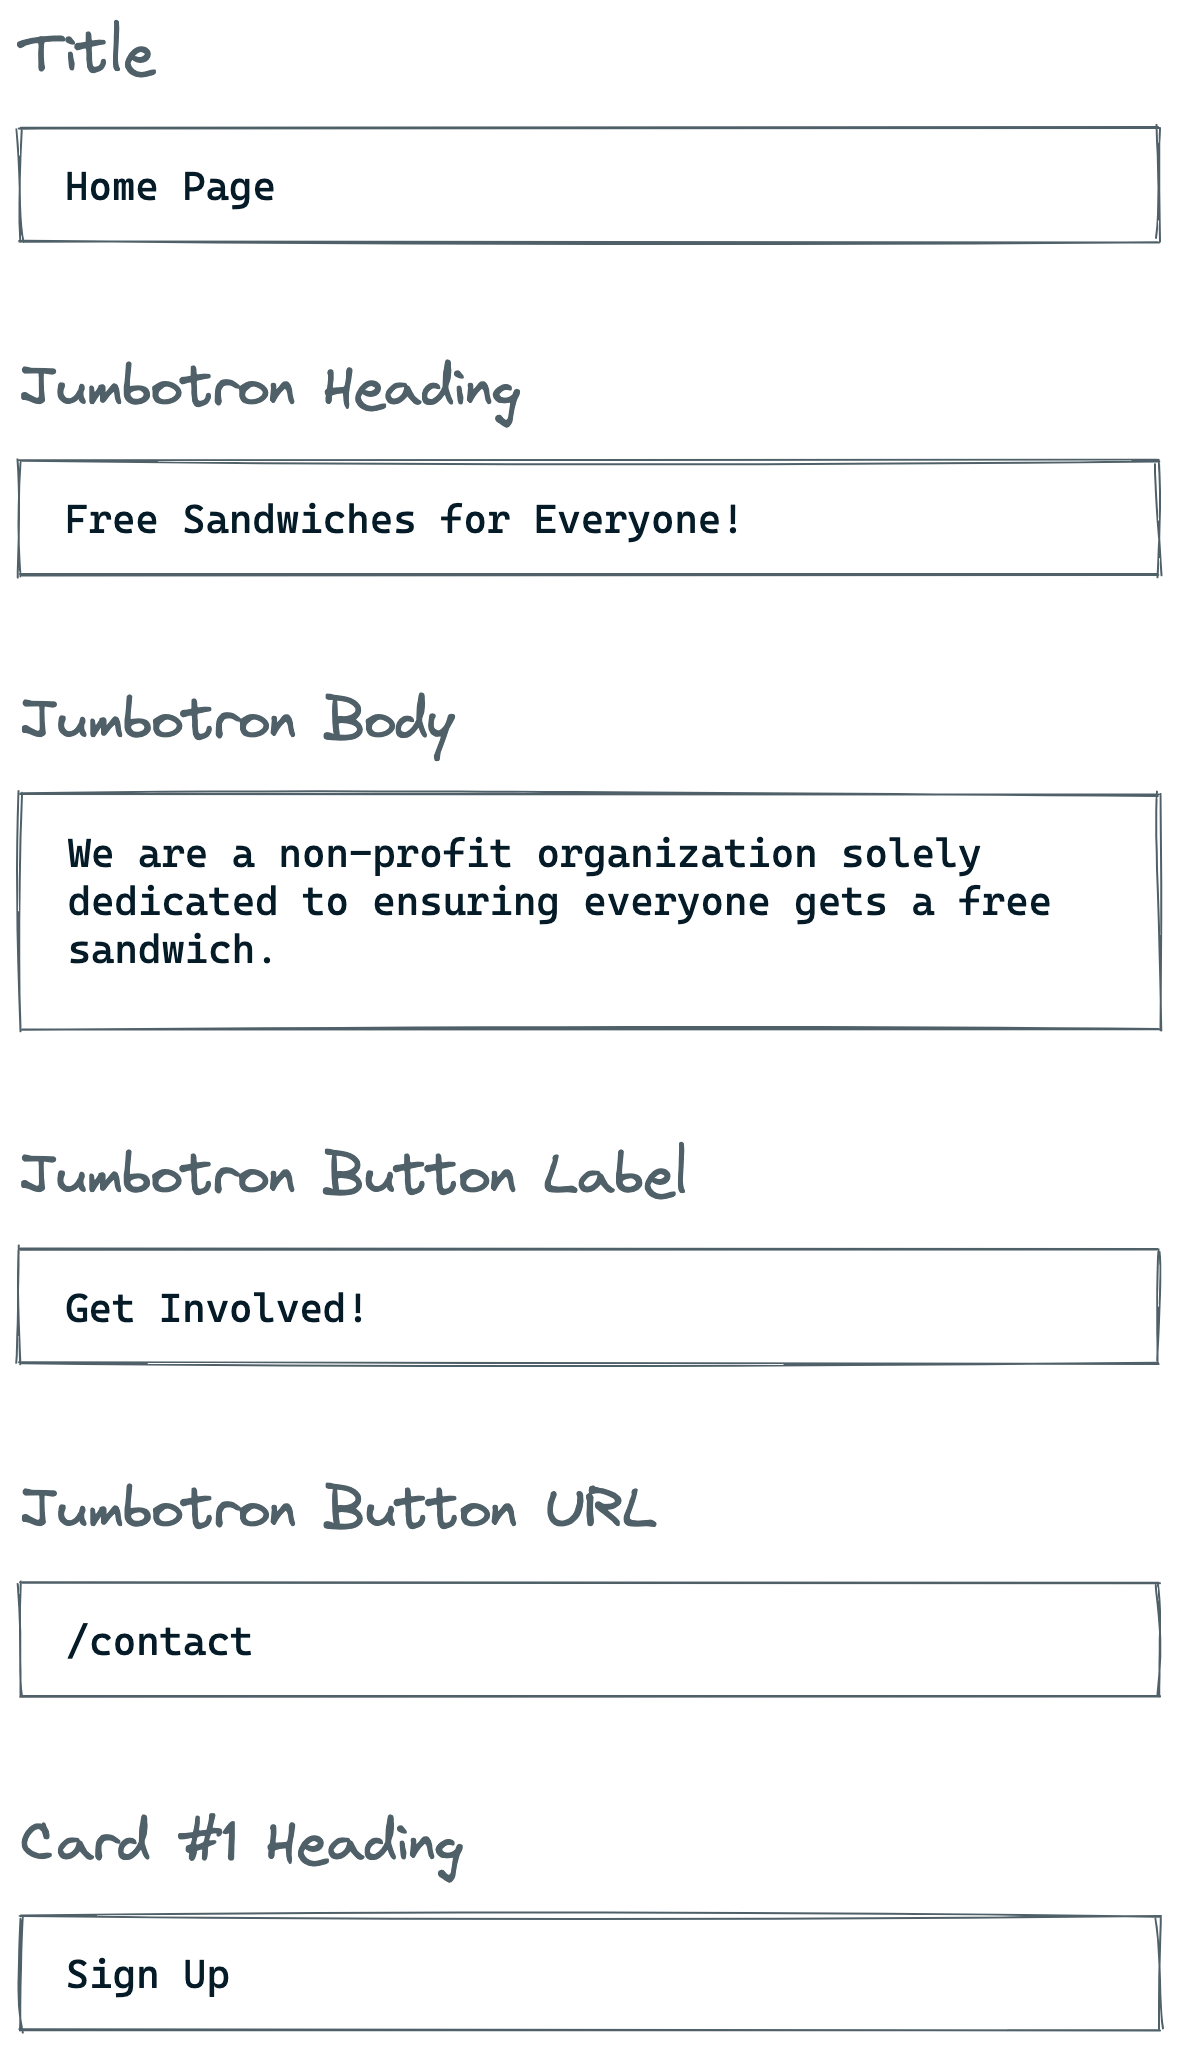 Title
Home Page
Jumbotron Heading
Free Sandwiches for Everyone!
Jumbotron Body
We are a non-profit organization solely
dedicated to ensuring everyone gets a free
sandwich.
Jumbotron Button Label
Get Involved!
Jumbotron Button URL
/contact
Card #1 Heading
Sign Up